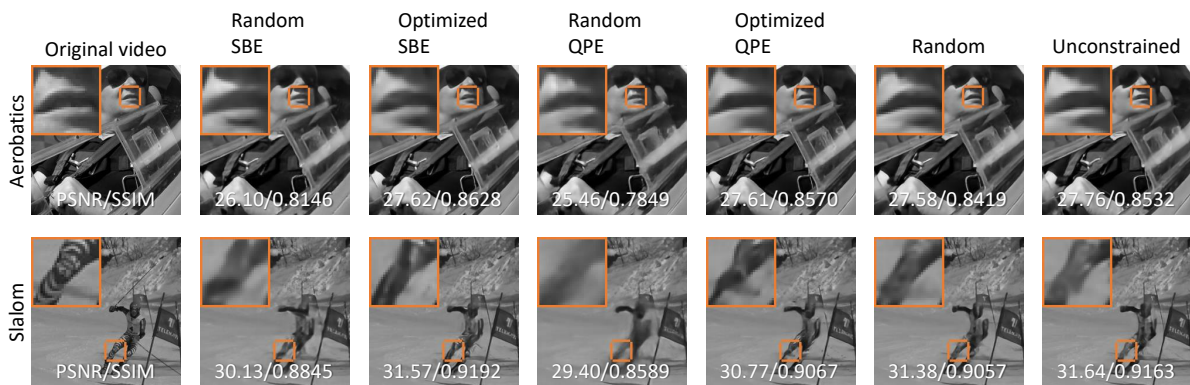 Original video
Random
SBE
Optimized
SBE
Random
QPE
Optimized
QPE
Random
Unconstrained
Aerobatics
PSNR/SSIM
26.10/0.8146
27.62/0.8628
25.46/0.7849
27.61/0.8570
27.58/0.8419
27.76/0.8532
Slalom
PSNR/SSIM
30.13/0.8845
31.57/0.9192
29.40/0.8589
30.77/0.9067
31.38/0.9057
31.64/0.9163